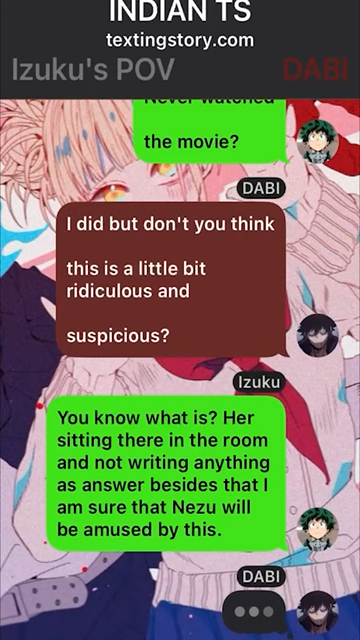 INDIAN TS
textingstory.com
Izuku's POV
DABI
Never watched
the movie?
DABI
I did but don't you think
this is a little bit
ridiculous and
suspicious?
Izuku
You know what is? Her
sitting there in the room
and not writing anything
as answer besides that I
am sure that Nezu will
be amused by this.
DABI